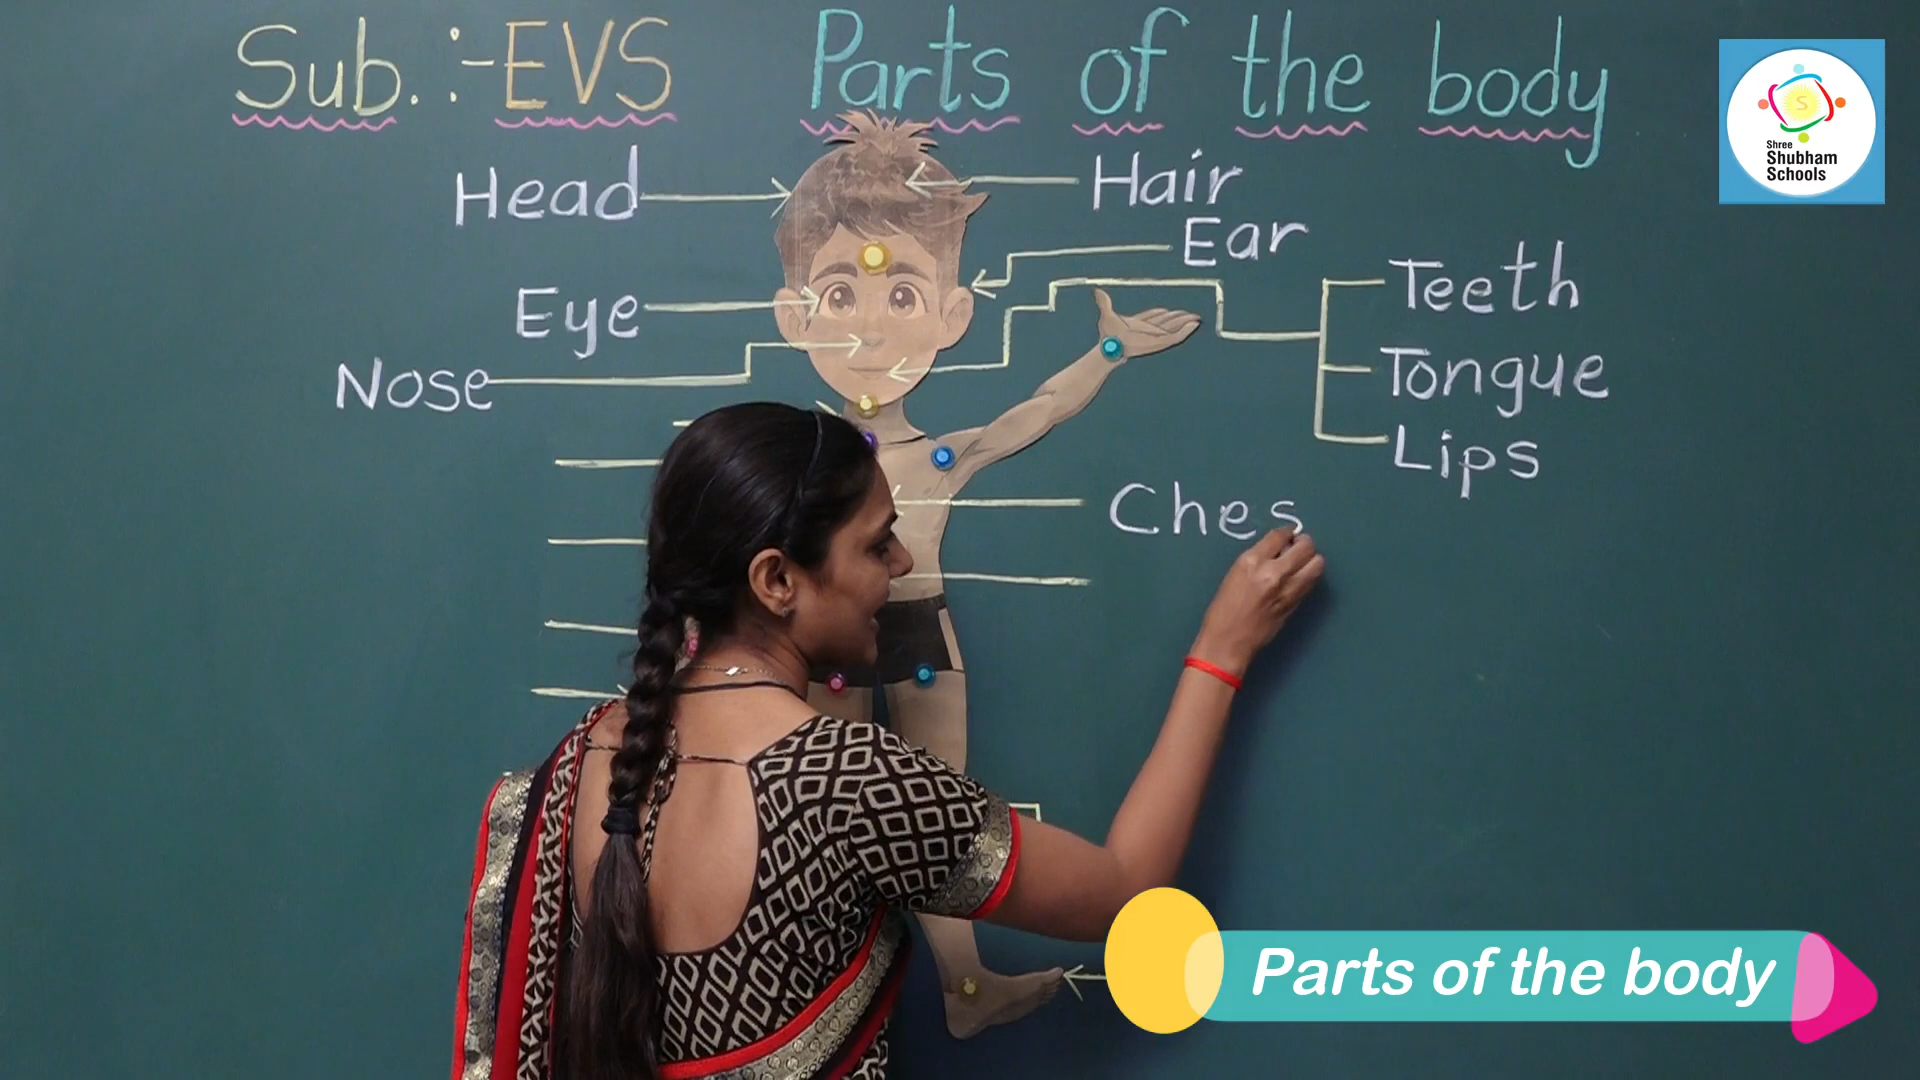 Sub. :- EVS Parts of the body
Head
Hair
Ear
Eye
Nose
Teeth
Tongue
Lips
Ches
Shree
Shubham
Schools
Parts of the body